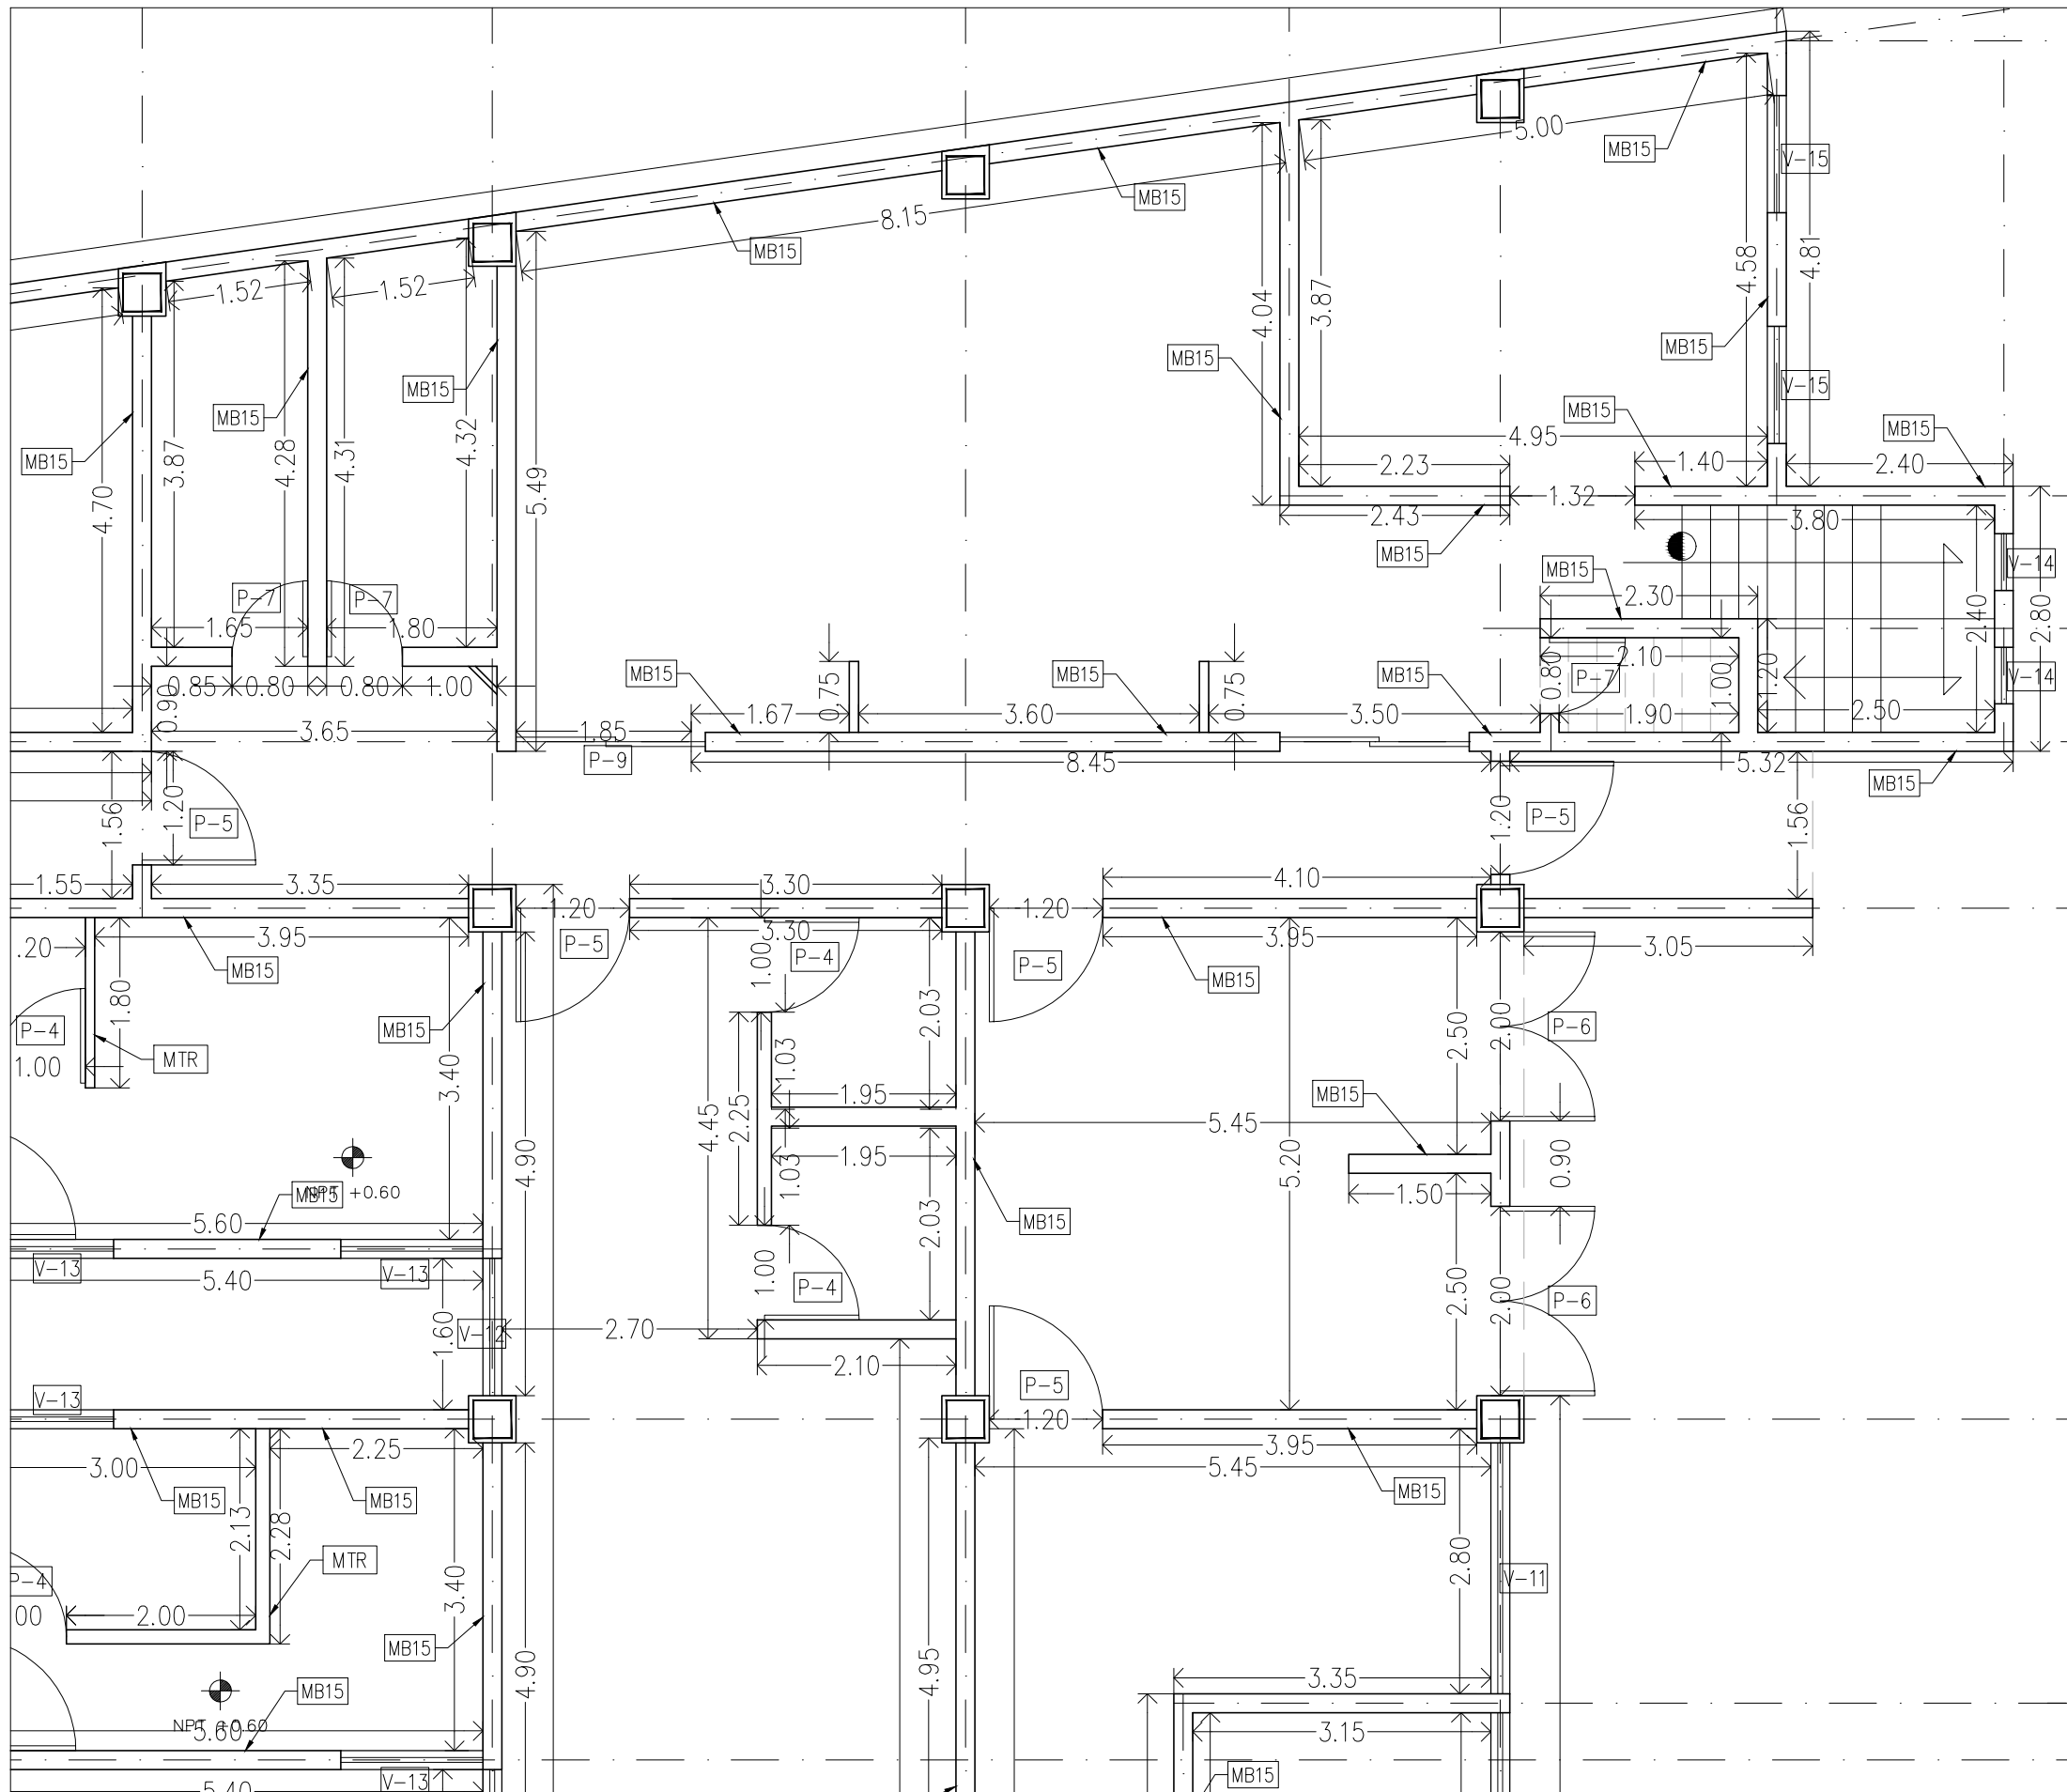 5.00
MB15
V-15
MB15
8.15
MB15
1.52
1.52
4.58
4.81
4.04
3.87
MB15
MB15
V-15
MB15
MB15
MB15
MB15
MB15
4.95
2.23
1.40
2.40
4.70
3.87
4.28
4.31
4.32
5.49
1.32
2.43
3.80
MB15
MB15
V-14
P-7
P-7
2.30
1.65
1.80
2.40
2.80
2.10
0.80
P-7
1.00
1.20
V-14
MB15
MB15
MB15
0.85
0.80
0.80
1.00
0.90
0.75
0.75
3.65
1.85
1.67
3.60
3.50
1.90
2.50
P-9
8.45
5.32
MB15
1.56
1.20
P-5
1.20
P-5
1.56
1.55
3.35
3.30
4.10
1.20
1.20
3.95
3.30
3.95
3.05
.20
MB15
P-5
1.00
P-4
P-5
MB15
1.80
P-4
1.00
MTR
MB15
3.40
2.03
2.50
2.00
P-6
1.03
1.95
MB15
4.45
2.25
4.90
5.45
5.20
0.90
1.95
1.03
MB15
NPT +0.60
1.50
2.03
MB15
5.60
V-13
V-13
5.40
1.00
P-4
2.50
2.00
P-6
1.60
V-12
2.70
2.10
P-5
V-13
1.20
3.95
2.25
3.00
5.45
MB15
MB15
MB15
2.13
2.28
MTR
2.80
V-11
P-4
00
2.00
3.40
MB15
4.90
4.95
3.35
MB15
NPT +0.60
5.60
3.15
V-13
MB15
5.40